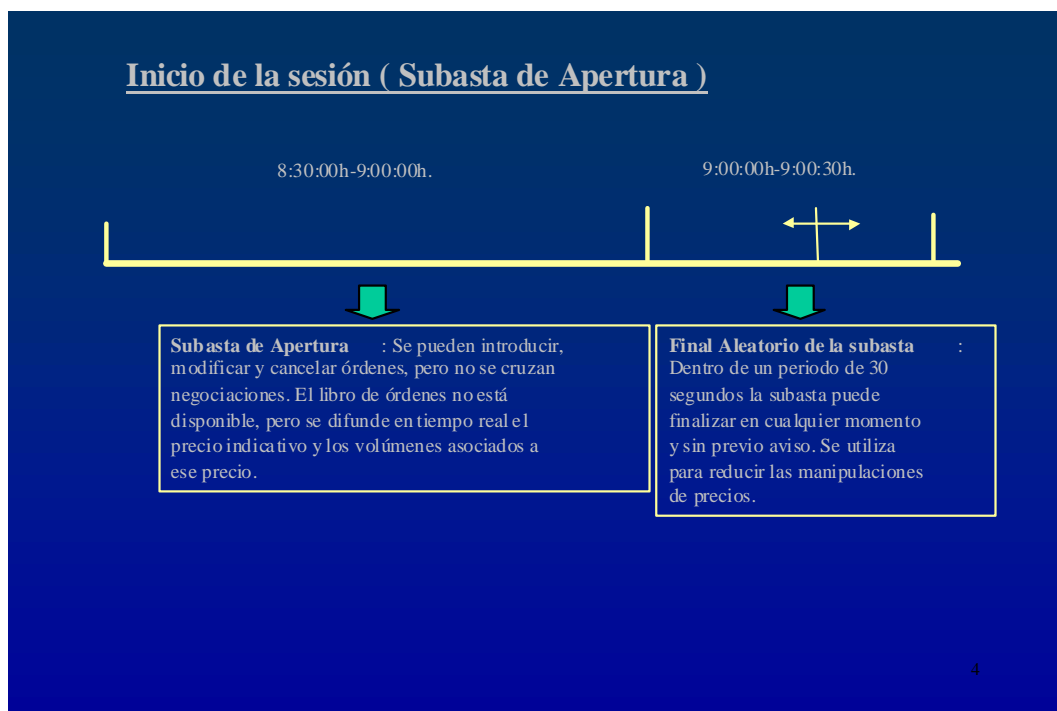 Inicio de la sesión ( Subasta de Apertura )
8:30:00h-9:00:00h.
9:00:00h-9:00:30h.
Subasta de Apertura : Se pueden introducir,
modificar y cancelar órdenes, pero no se cruzan
negociaciones. El libro de órdenes no está
disponible, pero se difunde en tiempo real el
precio indicativo y los volúmenes asociados a
ese precio.
Final Aleatorio de la subasta :
Dentro de un periodo de 30
segundos la subasta puede
finalizar en cualquier momento
y sin previo aviso. Se utiliza
para reducir las manipulaciones
de precios.
4